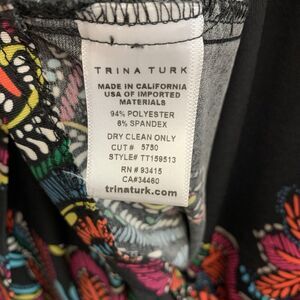 TRINA TURK
MADE IN CALIFORNIA
USA OF IMPORTED
MATERIALS
94% POLYESTER
6% SPANDEX
DRY CLEAN ONLY
CUT # 5780
STYLE# TT159513
RN # 93415
CA#34460
trinaturk.com